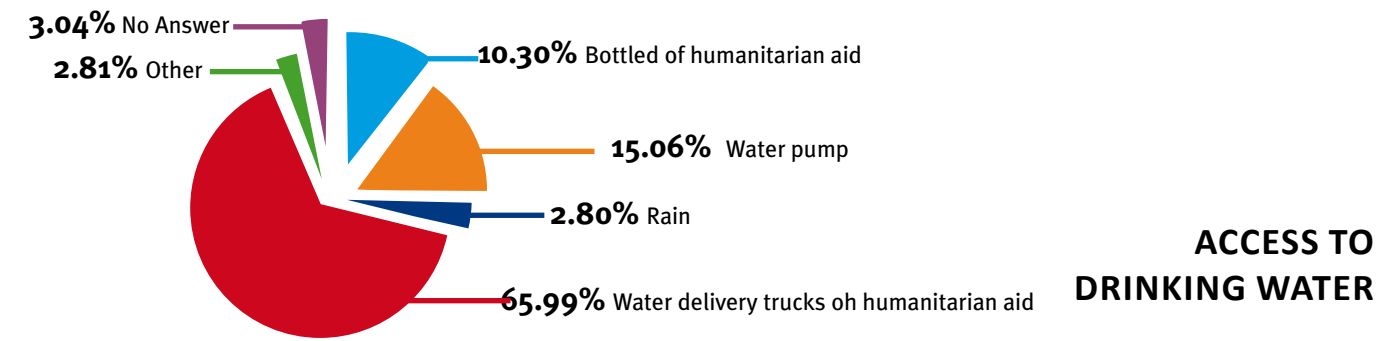 3.04% No Answer
2.81% Other
10.30% Bottled of humanitarian aid
15.06% Water pump
2.80% Rain
65.99% Water delivery trucks oh humanitarian aid
ACCESS TO
DRINKING WATER